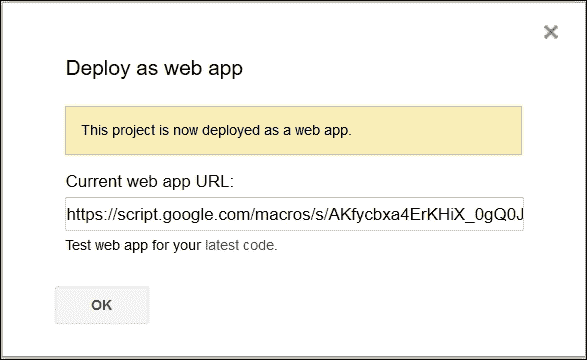 Deploy as web app
This project is now deployed as a web app.
Current web app URL:
https://script.google.com/macros/s/AKfycbxa4ErKHiX_0gQ0J
Test web app for your latest code.
OK